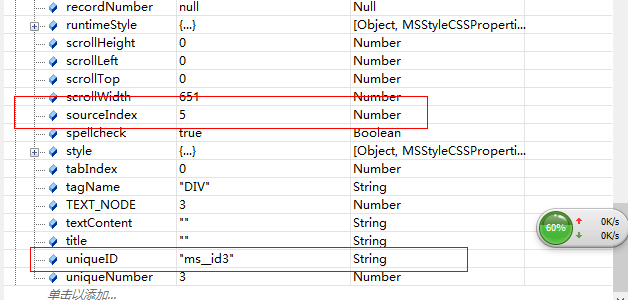 recordNumber null Null
runtimeStyle {...} [Object, MSStyleCSSProperti...
scrollHeight 0 Number
scrollLeft 0 Number
scrollTop 0 Number
scrollWidth 651 Number
sourceIndex 5 Number
spellcheck true Boolean
style {...} [Object, MSStyleCSSProperti...
tabIndex 0 Number
tagName "DIV" String
TEXT_NODE 3 Number
textContent "" String
title "" String
uniqueID "ms__id3" String
uniqueNumber 3 Number
单击以添加...
60%
0K/s
0K/s